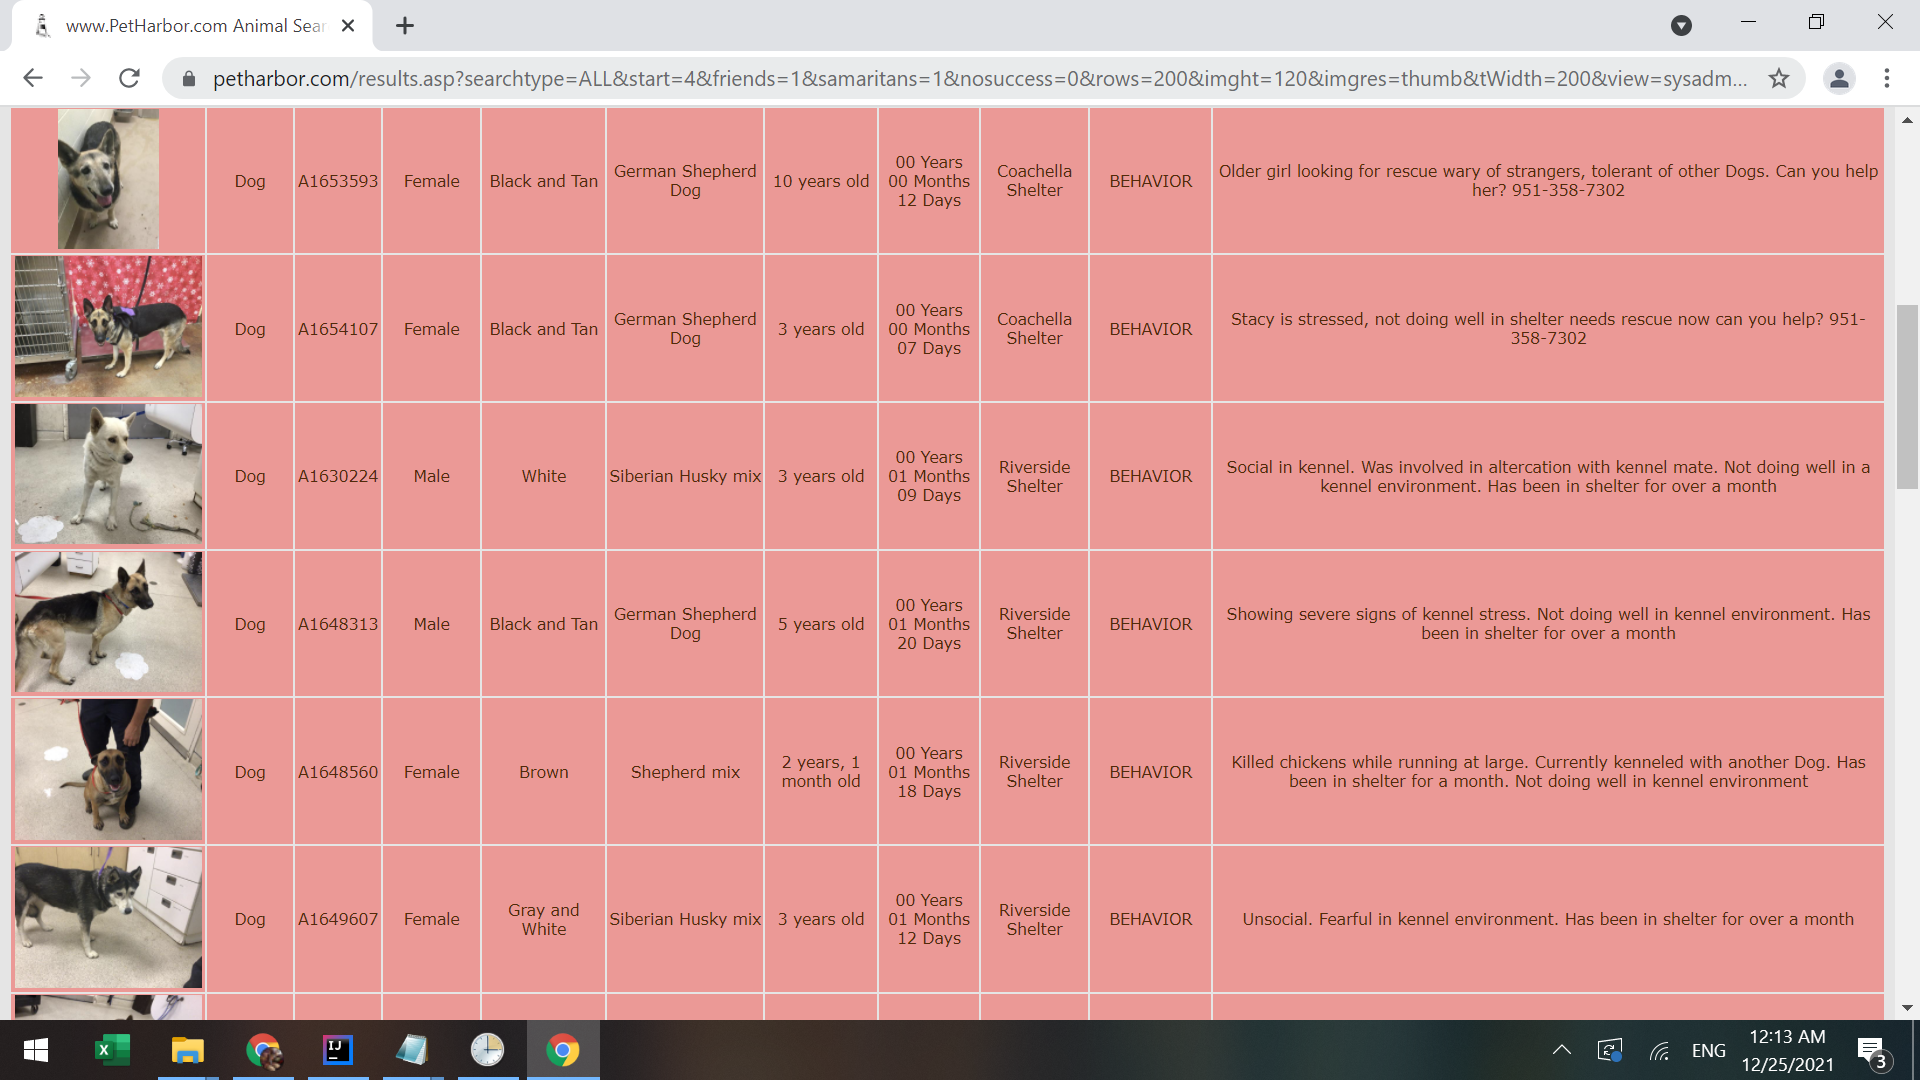 www.PetHarbor.com Animal Sear
petharbor.com/results.asp?searchtype=ALL&start=4&friends=1&samaritans=1&nosuccess=0&rows=200&imght=120&imgres=thumb&tWidth=200&view=sysadm...
Dog A1653593 Female Black and Tan German Shepherd Dog 10 years old 00 Years 00 Months 12 Days Coachella Shelter BEHAVIOR Older girl looking for rescue wary of strangers, tolerant of other Dogs. Can you help her? 951-358-7302
Dog A1654107 Female Black and Tan German Shepherd Dog 3 years old 00 Years 00 Months 07 Days Coachella Shelter BEHAVIOR Stacy is stressed, not doing well in shelter needs rescue now can you help? 951-358-7302
Dog A1630224 Male White Siberian Husky mix 3 years old 00 Years 01 Months 09 Days Riverside Shelter BEHAVIOR Social in kennel. Was involved in altercation with kennel mate. Not doing well in a kennel environment. Has been in shelter for over a month
Dog A1648313 Male Black and Tan German Shepherd Dog 5 years old 00 Years 01 Months 20 Days Riverside Shelter BEHAVIOR Showing severe signs of kennel stress. Not doing well in kennel environment. Has been in shelter for over a month
Dog A1648560 Female Brown Shepherd mix 2 years, 1 month old 00 Years 01 Months 18 Days Riverside Shelter BEHAVIOR Killed chickens while running at large. Currently kenneled with another Dog. Has been in shelter for a month. Not doing well in kennel environment
Dog A1649607 Female Gray and White Siberian Husky mix 3 years old 00 Years 01 Months 12 Days Riverside Shelter BEHAVIOR Unsocial. Fearful in kennel environment. Has been in shelter for over a month
X
IJ
ENG
12:13 AM
12/25/2021
3